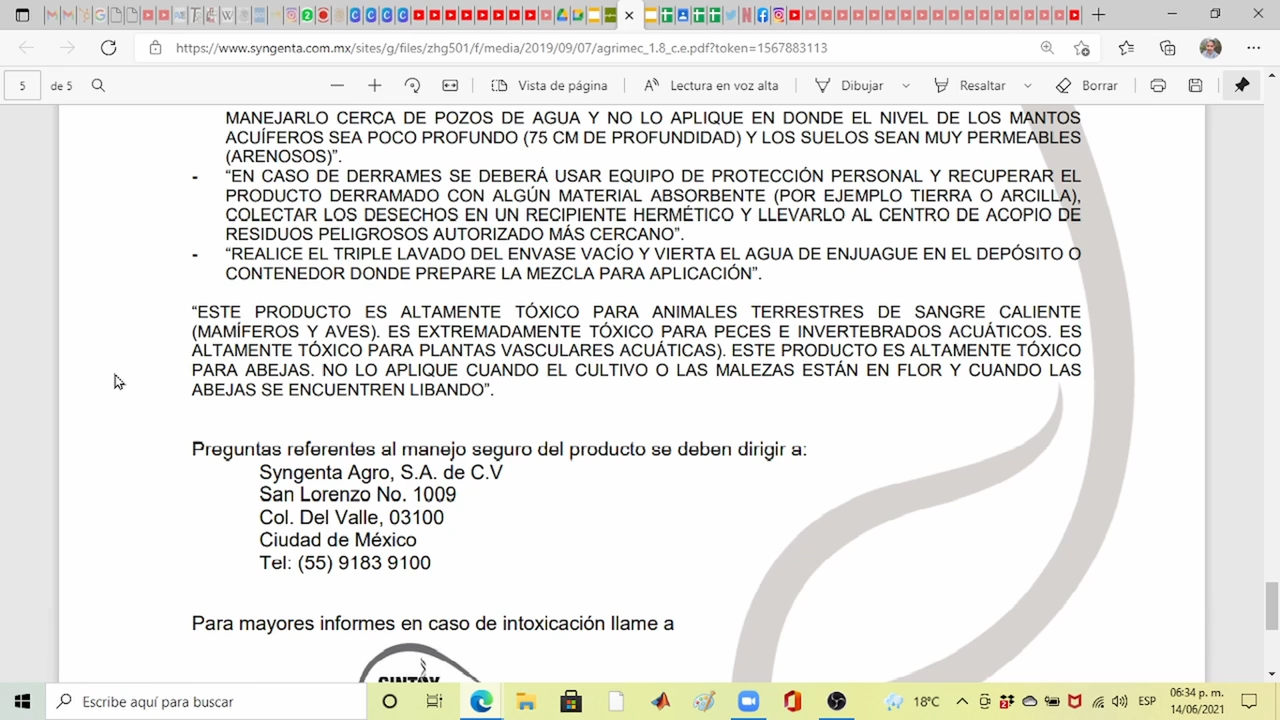 https://www.syngenta.com.mx/sites/g/files/zhg501/f/media/2019/09/07/agrimec_1.8_c.e.pdf?token=1567883113
5 de 5
Vista de página
Lectura en voz alta
Dibujar
Resaltar
Borrar
MANEJARLO CERCA DE POZOS DE AGUA Y NO LO APLIQUE EN DONDE EL NIVEL DE LOS MANTOS
ACUÍFEROS SEA POCO PROFUNDO (75 CM DE PROFUNDIDAD) Y LOS SUELOS SEAN MUY PERMEABLES
(ARENOSOS)”.
- “EN CASO DE DERRAMES SE DEBERÁ USAR EQUIPO DE PROTECCIÓN PERSONAL Y RECUPERAR EL
PRODUCTO DERRAMADO CON ALGÚN MATERIAL ABSORBENTE (POR EJEMPLO TIERRA O ARCILLA),
COLECTAR LOS DESECHOS EN UN RECIPIENTE HERMÉTICO Y LLEVARLO AL CENTRO DE ACOPIO DE
RESIDUOS PELIGROSOS AUTORIZADO MÁS CERCANO”.
- “REALICE EL TRIPLE LAVADO DEL ENVASE VACÍO Y VIERTA EL AGUA DE ENJUAGUE EN EL DEPÓSITO O
CONTENEDOR DONDE PREPARE LA MEZCLA PARA APLICACIÓN”.
“ESTE PRODUCTO ES ALTAMENTE TÓXICO PARA ANIMALES TERRESTRES DE SANGRE CALIENTE
(MAMÍFEROS Y AVES). ES EXTREMADAMENTE TÓXICO PARA PECES E INVERTEBRADOS ACUÁTICOS. ES
ALTAMENTE TÓXICO PARA PLANTAS VASCULARES ACUÁTICAS). ESTE PRODUCTO ES ALTAMENTE TÓXICO
PARA ABEJAS. NO LO APLIQUE CUANDO EL CULTIVO O LAS MALEZAS ESTÁN EN FLOR Y CUANDO LAS
ABEJAS SE ENCUENTREN LIBANDO”.
Preguntas referentes al manejo seguro del producto se deben dirigir a:
Syngenta Agro, S.A. de C.V
San Lorenzo No. 1009
Col. Del Valle, 03100
Ciudad de México
Tel: (55) 9183 9100
Para mayores informes en caso de intoxicación llame a
Escribe aquí para buscar
18°C
ESP
06:34 p. m.
14/06/2021